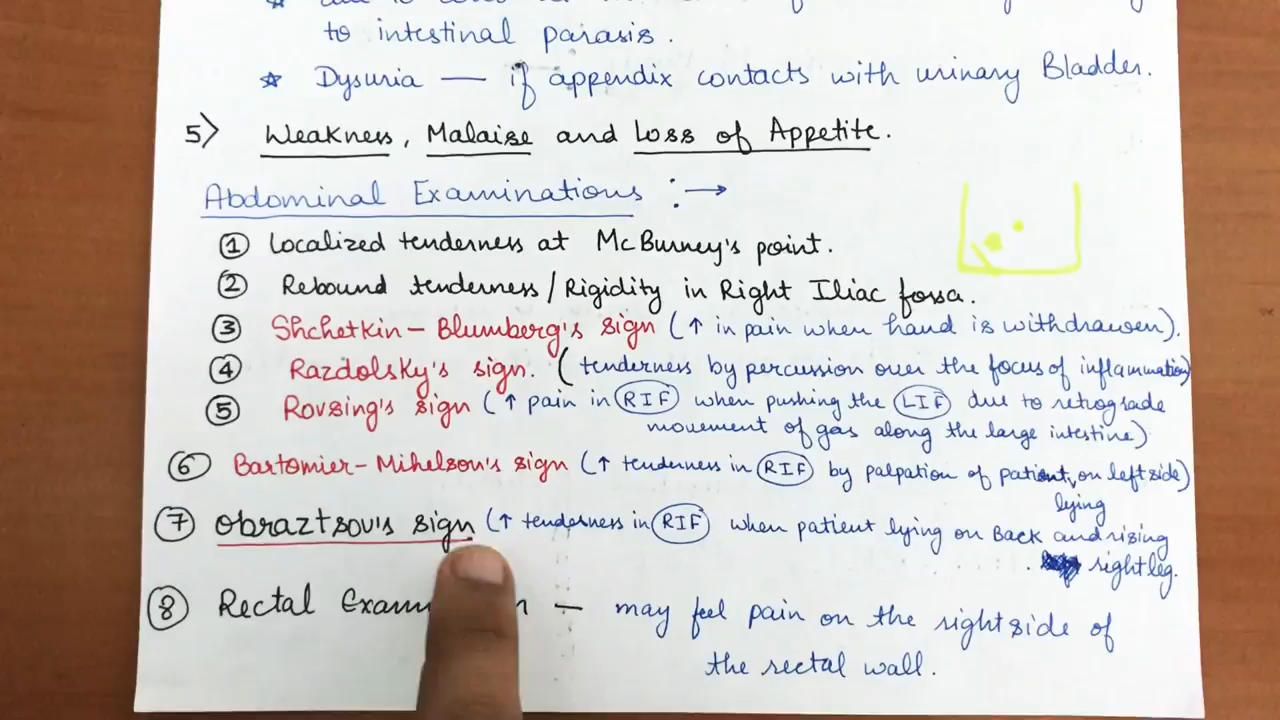 to intestinal parasis.
☆ Dysuria — if appendix contacts with urinary Bladder.
5> Weakness, Malaise and Loss of Appetite.
Abdominal Examinations :→
① Localized tenderness at McBurney's point.
② Rebound tenderness/Rigidity in Right Iliac fossa.
③ Shchetkin-Blumberg's sign (↑ in pain when hand is withdrawen).
④ Razdolsky's sign. (tenderness by percussion over the focus of inflammation)
⑤ Rovsing's sign (↑ pain in RIF when pushing the LIF due to retrograde
movement of gas along the large intestine)
⑥ Bartomier-Mihelson's sign (↑ tenderness in RIF by palpation of patient, on left side)
lying
⑦ Obraztsov's sign (↑ tenderness in RIF when patient lying on Back and rising
right leg.
⑧ Rectal — may feel pain on the right side of
the rectal wall.